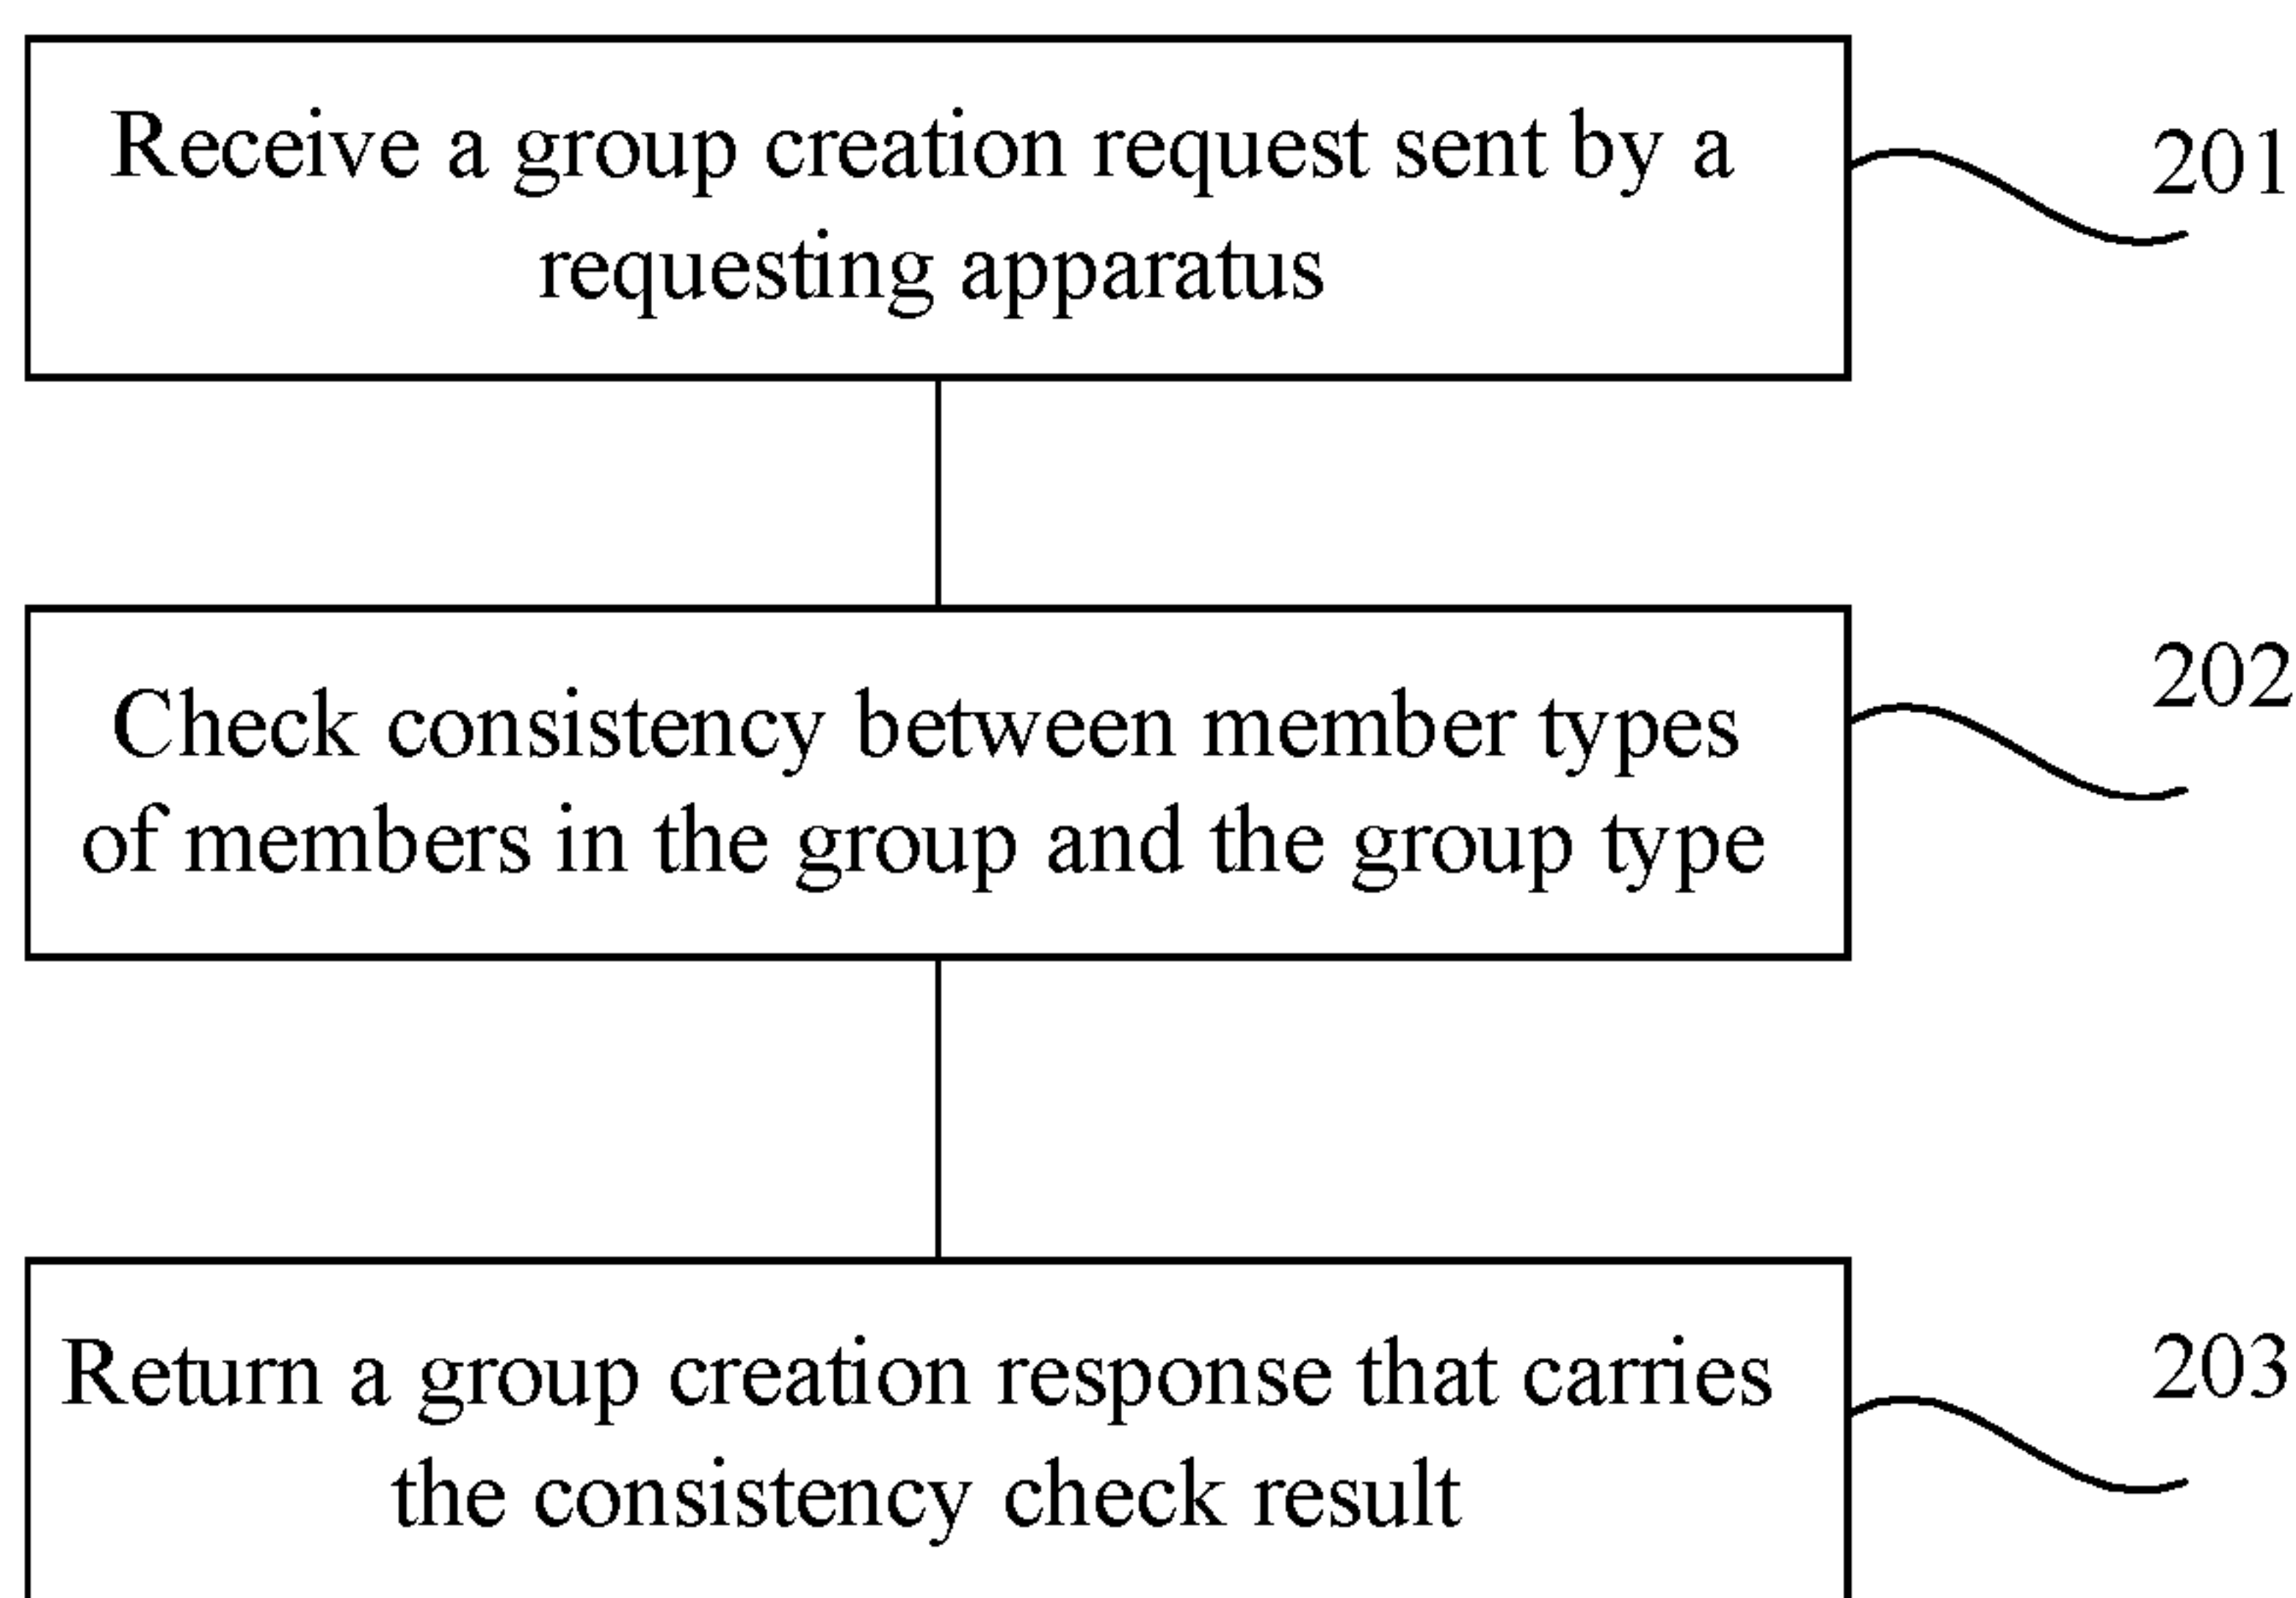 Receive a group creation request sent by a
requesting apparatus
201
Check consistency between member types
of members in the group and the group type
202
Return a group creation response that carries
the consistency check result
203